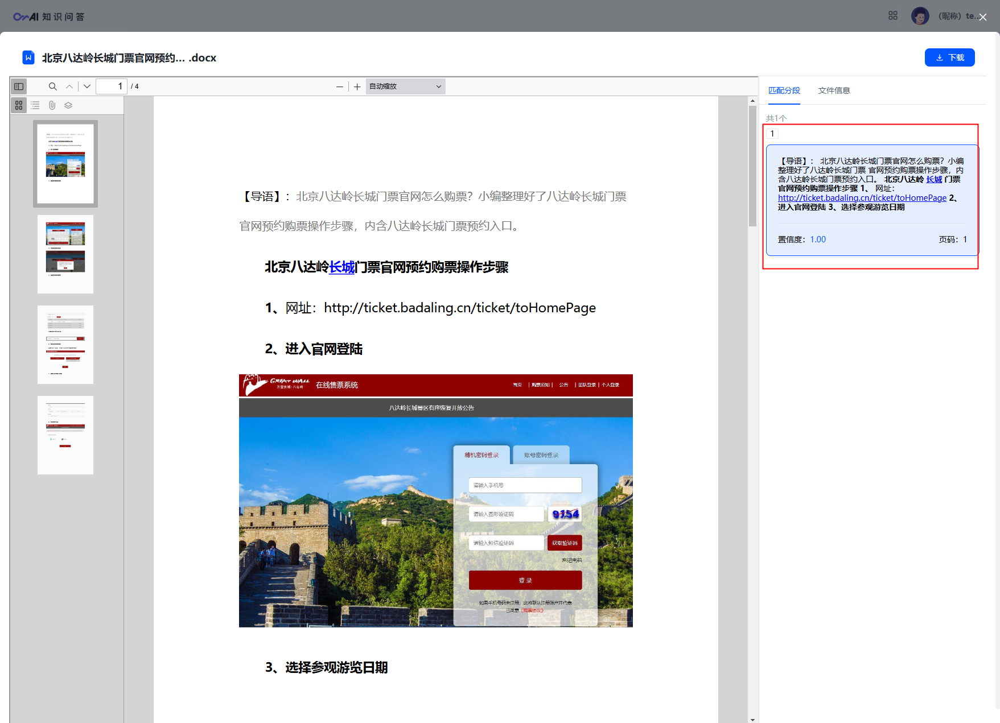 OnAI 知识问答
（昵称）te...
北京八达岭长城门票官网预约... .docx
下载
1 / 4
自动缩放
匹配分段 文件信息
共1个
1
【导语】： 北京八达岭长城门票官网怎么购票？小编
整理好了八达岭长城门票 官网预约购票操作步骤，内
含八达岭长城门票预约入口。 北京八达岭 长城 门票
官网预约购票操作步骤 1、 网址：
http://ticket.badaling.cn/ticket/toHomePage 2、
进入官网登陆 3、选择参观游览日期
置信度：1.00 页码：1
【导语】：北京八达岭长城门票官网怎么购票？小编整理好了八达岭长城门票
官网预约购票操作步骤，内含八达岭长城门票预约入口。
北京八达岭长城门票官网预约购票操作步骤
1、网址：http://ticket.badaling.cn/ticket/toHomePage
2、进入官网登陆
GREAT WALL
万里长城·八达岭
在线售票系统
首页 | 购票须知 | 公告 | 团队登录 | 个人登录
八达岭长城景区有序恢复开放公告
随机密码登录 账号密码登录
请输入手机号
请输入图形验证码 9154
请输入短信验证码 获取验证码
忘记密码
登 录
如果手机号码未注册，此将默认注册账户并代表
已同意《购票协议》
3、选择参观游览日期